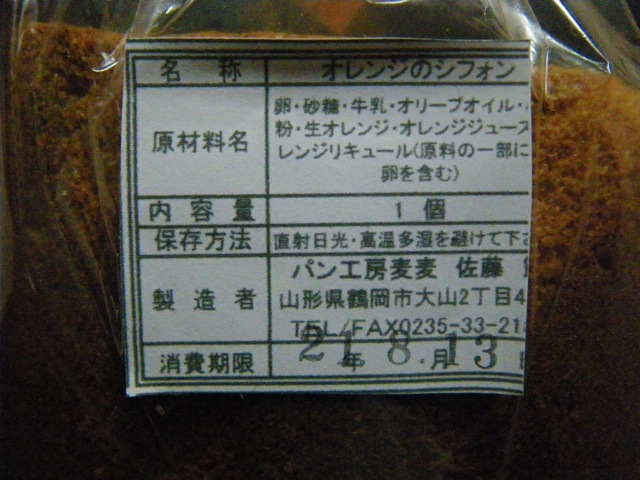 名 称 オレンジのシフォン
原材料名
卵・砂糖・牛乳・オリーブオイル・
粉・生オレンジ・オレンジジュース
レンジリキュール(原料の一部に
卵を含む)
内容量 1個
保存方法 直射日光・高温多湿を避けて下さ
製造者
パン工房麦麦 佐藤
山形県鶴岡市大山2丁目4
TEL/FAX0235-33-21
消費期限 21年 8.月13